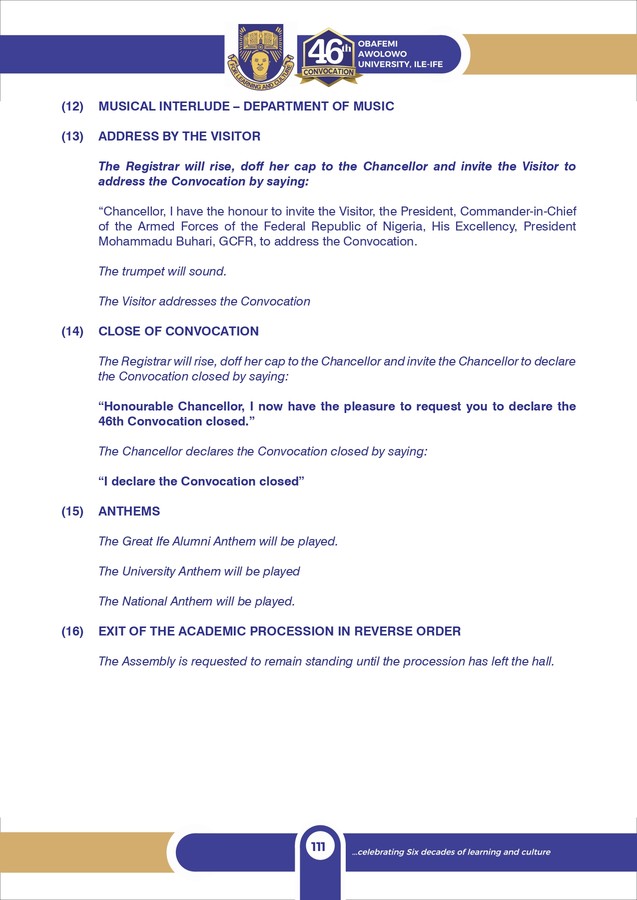 FOR LEARNING AND CULTURE
46th
CONVOCATION
OBAFEMI
AWOLOWO
UNIVERSITY, ILE-IFE
(12) MUSICAL INTERLUDE – DEPARTMENT OF MUSIC
(13) ADDRESS BY THE VISITOR
The Registrar will rise, doff her cap to the Chancellor and invite the Visitor to
address the Convocation by saying:
“Chancellor, I have the honour to invite the Visitor, the President, Commander-in-Chief
of the Armed Forces of the Federal Republic of Nigeria, His Excellency, President
Mohammadu Buhari, GCFR, to address the Convocation.
The trumpet will sound.
The Visitor addresses the Convocation
(14) CLOSE OF CONVOCATION
The Registrar will rise, doff her cap to the Chancellor and invite the Chancellor to declare
the Convocation closed by saying:
“Honourable Chancellor, I now have the pleasure to request you to declare the
46th Convocation closed.”
The Chancellor declares the Convocation closed by saying:
“I declare the Convocation closed”
(15) ANTHEMS
The Great Ife Alumni Anthem will be played.
The University Anthem will be played
The National Anthem will be played.
(16) EXIT OF THE ACADEMIC PROCESSION IN REVERSE ORDER
The Assembly is requested to remain standing until the procession has left the hall.
111
...celebrating Six decades of learning and culture